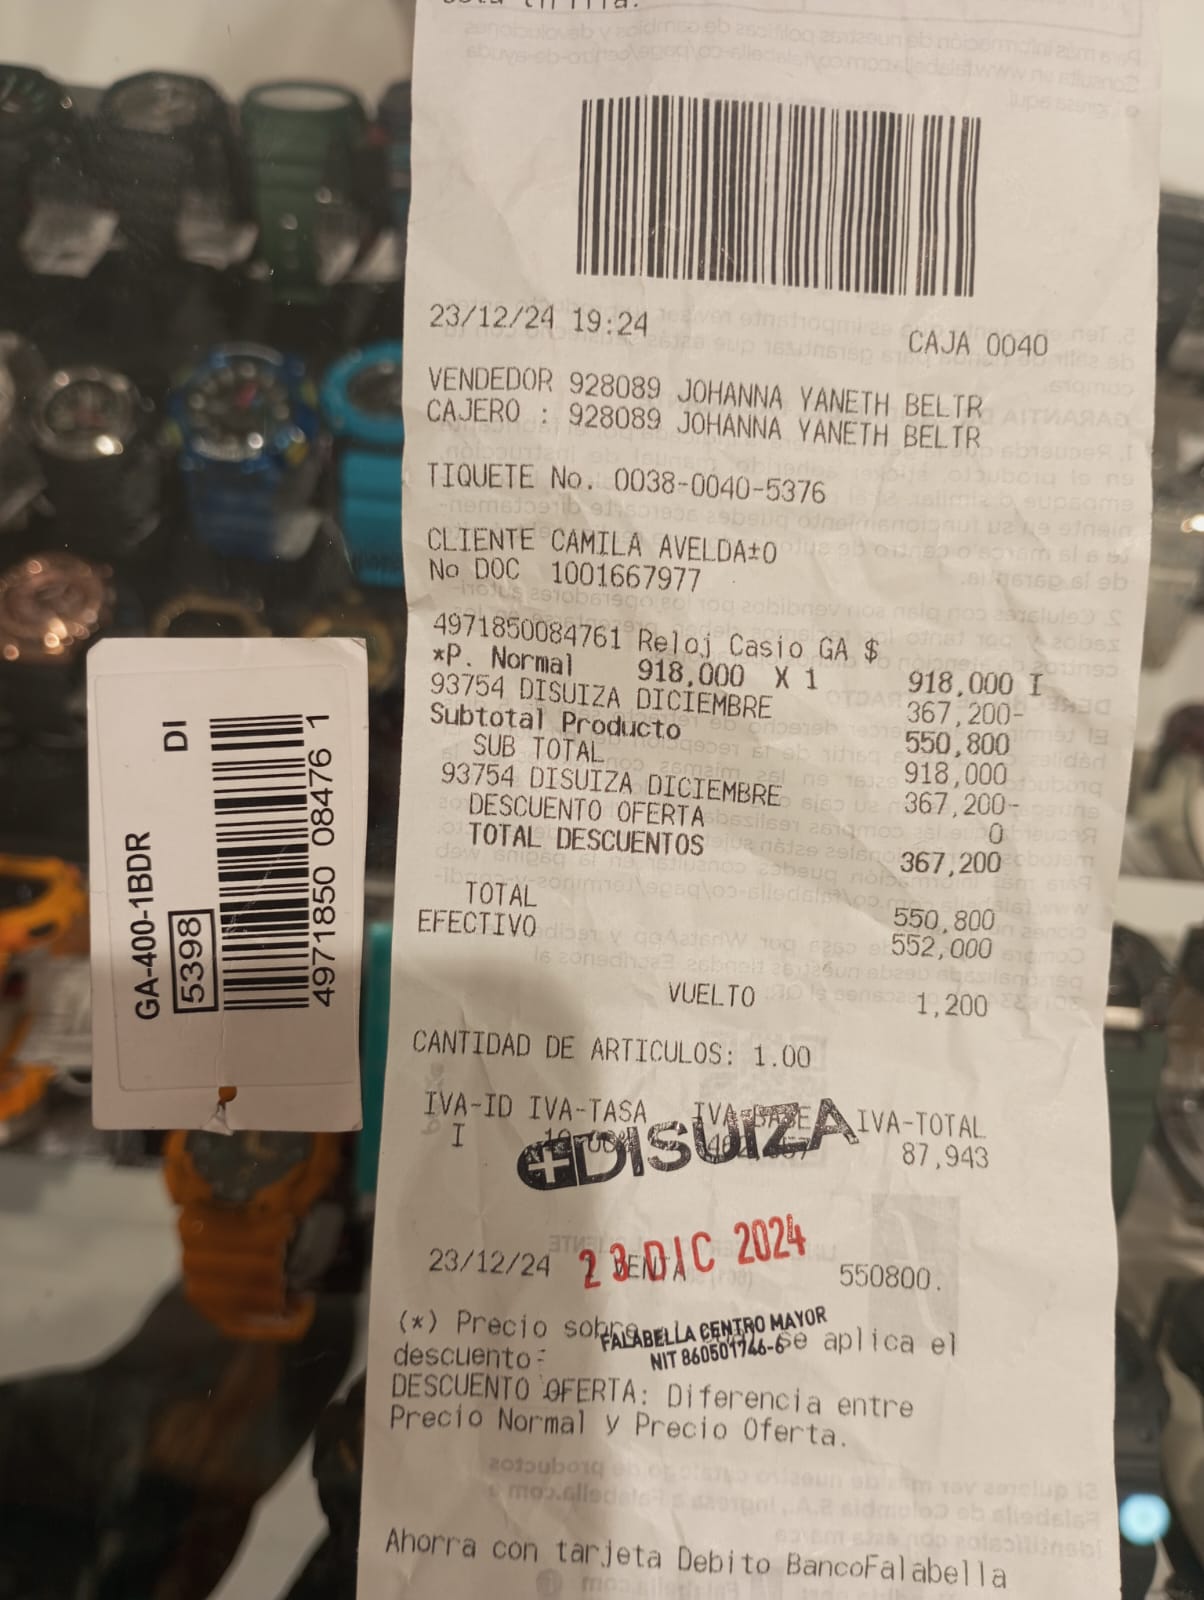 23/12/24 19:24 CAJA 0040
VENDEDOR 928089 JOHANNA YANETH BELTR
CAJERO : 928089 JOHANNA YANETH BELTR
TIQUETE No. 0038-0040-5376
CLIENTE CAMILA AVELDA±O
No DOC 1001667977
4971850084761 Reloj Casio GA $
*P. Normal 918,000 X 1 918,000 I
93754 DISUIZA DICIEMBRE 367,200-
Subtotal Producto 550,800
SUB TOTAL 918,000
93754 DISUIZA DICIEMBRE 367,200-
DESCUENTO OFERTA 0
TOTAL DESCUENTOS 367,200
TOTAL 550,800
EFECTIVO 552,000
VUELTO 1,200
CANTIDAD DE ARTICULOS: 1.00
IVA-ID IVA-TASA IVA-BASE IVA-TOTAL
I 87,943
DISUIZA
23/12/24 VENTA 550800.
23 DIC 2024
(*) Precio sobre se aplica el
descuento
FALABELLA CENTRO MAYOR
NIT 860501746-6
DESCUENTO OFERTA: Diferencia entre
Precio Normal y Precio Oferta.
Ahorra con tarjeta Debito BancoFalabella
GA-400-1BDR DI
5398
4971850 08476 1